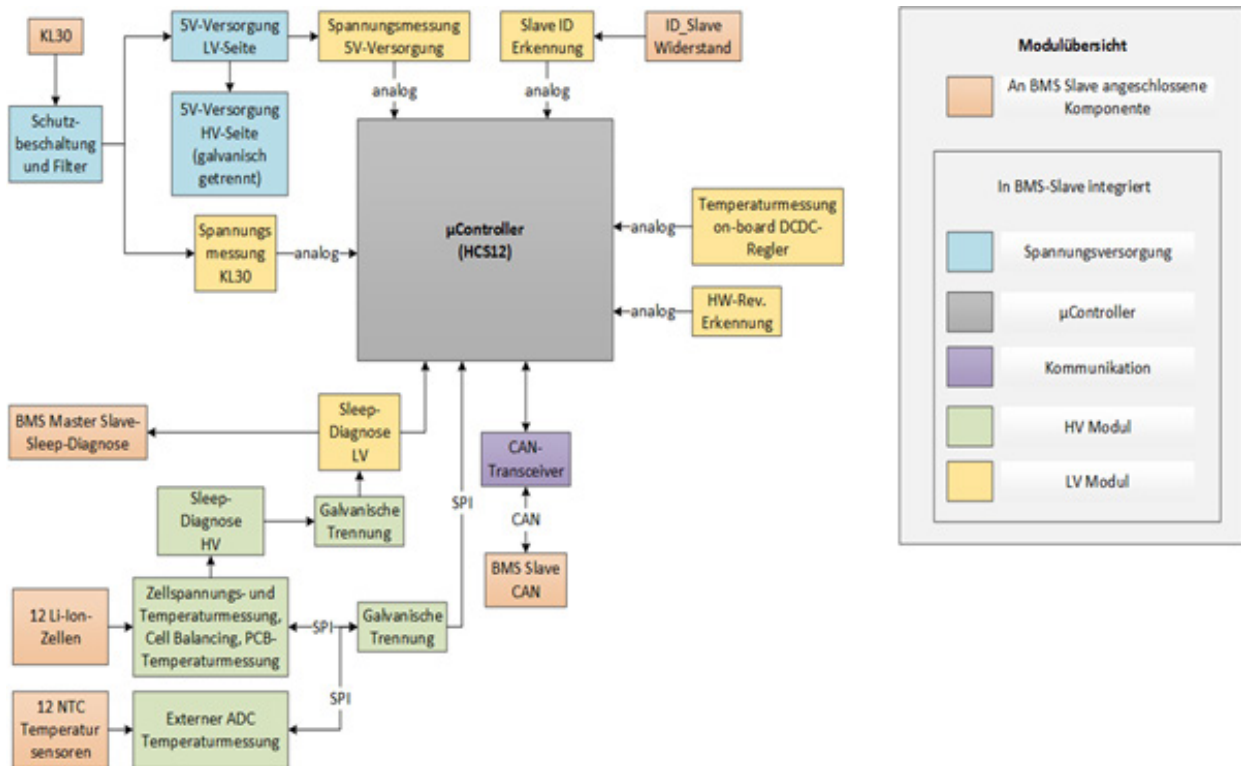 KL30
5V-Versorgung
LV-Seite
Spannungsmessung
5V-Versorgung
Slave ID
Erkennung
ID_Slave
Widerstand
analog
analog
Schutz-
beschaltung
und Filter
5V-Versorgung
HV-Seite
(galvanisch
getrennt)
Spannungs
messung
KL30
analog
µController
(HCS12)
analog
Temperaturmessung
on-board DCDC-
Regler
analog
HW-Rev.
Erkennung
BMS Master Slave-
Sleep-Diagnose
Sleep-
Diagnose
LV
CAN-
Transceiver
SPI
CAN
BMS Slave
CAN
Sleep-
Diagnose
HV
Galvanische
Trennung
12 Li-Ion-
Zellen
Zellspannungs- und
Temperaturmessung,
Cell Balancing, PCB-
Temperaturmessung
SPI
Galvanische
Trennung
SPI
12 NTC
Temperatur
sensoren
Externer ADC
Temperaturmessung
Modulübersicht
An BMS Slave angeschlossene
Komponente
In BMS-Slave integriert
Spannungsversorgung
µController
Kommunikation
HV Modul
LV Modul